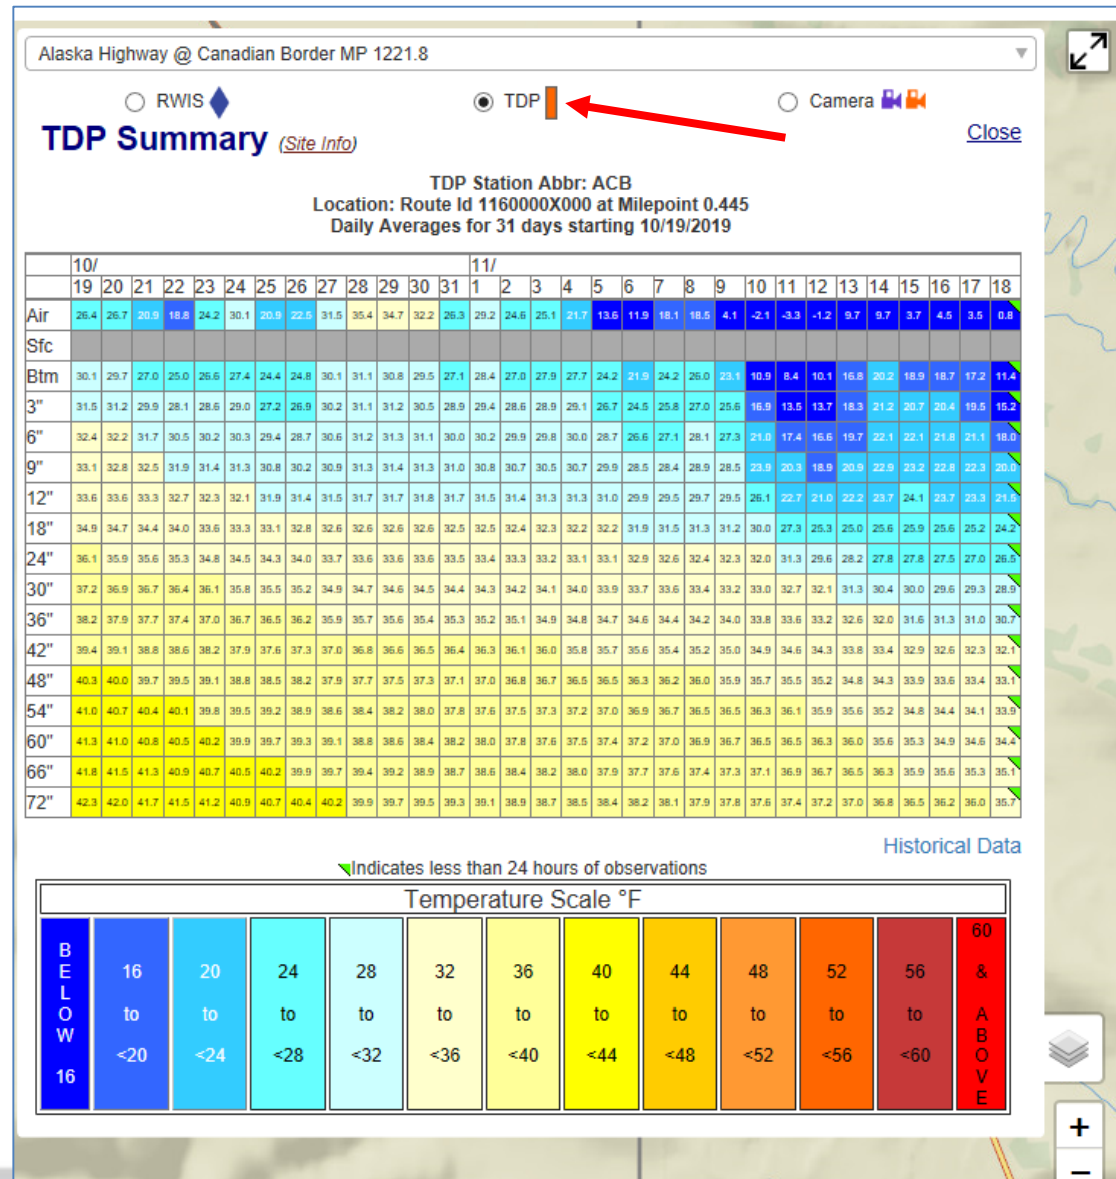 Alaska Highway @ Canadian Border MP 1221.8
RWIS TDP Camera
TDP Summary (Site Info) Close
TDP Station Abbr: ACB
Location: Route Id 1160000X000 at Milepoint 0.445
Daily Averages for 31 days starting 10/19/2019
10/ 11/
19 20 21 22 23 24 25 26 27 28 29 30 31 1 2 3 4 5 6 7 8 9 10 11 12 13 14 15 16 17 18
Air 26.4 26.7 20.9 18.8 24.2 30.1 20.9 22.5 31.5 35.4 34.7 32.2 26.3 29.2 24.6 25.1 21.7 13.6 11.9 18.1 18.5 4.1 -2.1 -3.3 -1.2 9.7 9.7 3.7 4.5 3.5 0.8
Sfc
Btm 30.1 29.7 27.0 25.0 26.6 27.4 24.4 24.8 30.1 31.1 30.8 29.5 27.1 28.4 27.0 27.9 27.7 24.2 21.9 24.2 26.0 23.1 10.9 8.4 10.1 16.8 20.2 18.9 18.7 17.2 11.4
3" 31.5 31.2 29.9 28.1 28.6 29.0 27.2 26.9 30.2 31.1 31.2 30.5 28.9 29.4 28.6 28.9 29.1 26.7 24.5 25.8 27.0 25.6 16.9 13.5 13.7 18.3 21.2 20.7 20.4 19.5 15.2
6" 32.4 32.2 31.7 30.5 30.2 30.3 29.4 28.7 30.6 31.2 31.3 31.1 30.0 30.2 29.9 29.8 30.0 28.7 26.6 27.1 28.1 27.3 21.0 17.4 16.6 19.7 22.1 22.1 21.8 21.1 18.0
9" 33.1 32.8 32.5 31.9 31.4 31.3 30.8 30.2 30.9 31.3 31.4 31.3 31.0 30.8 30.7 30.5 30.7 29.9 28.5 28.4 28.9 28.5 23.9 20.3 18.9 20.9 22.9 23.2 22.8 22.3 20.0
12" 33.6 33.6 33.3 32.7 32.3 32.1 31.9 31.4 31.5 31.7 31.7 31.8 31.7 31.5 31.4 31.3 31.3 31.0 29.9 29.5 29.7 29.5 26.1 22.7 21.0 22.2 23.7 24.1 23.7 23.3 21.5
18" 34.9 34.7 34.4 34.0 33.6 33.3 33.1 32.8 32.6 32.6 32.6 32.6 32.5 32.5 32.4 32.3 32.2 32.2 31.9 31.5 31.3 31.2 30.0 27.3 25.3 25.0 25.6 25.9 25.6 25.2 24.2
24" 36.1 35.9 35.6 35.3 34.8 34.5 34.3 34.0 33.7 33.6 33.6 33.6 33.5 33.4 33.3 33.2 33.1 33.1 32.9 32.6 32.4 32.3 32.0 31.3 29.6 28.2 27.8 27.8 27.5 27.0 26.5
30" 37.2 36.9 36.7 36.4 36.1 35.8 35.5 35.2 34.9 34.7 34.6 34.5 34.4 34.3 34.2 34.1 34.0 33.9 33.7 33.6 33.4 33.2 33.0 32.7 32.1 31.3 30.4 30.0 29.6 29.3 28.9
36" 38.2 37.9 37.7 37.4 37.0 36.7 36.5 36.2 35.9 35.7 35.6 35.4 35.3 35.2 35.1 34.9 34.8 34.7 34.6 34.4 34.2 34.0 33.8 33.6 33.2 32.6 32.0 31.6 31.3 31.0 30.7
42" 39.4 39.1 38.8 38.6 38.2 37.9 37.6 37.3 37.0 36.8 36.6 36.5 36.4 36.3 36.1 36.0 35.8 35.7 35.6 35.4 35.2 35.0 34.9 34.6 34.3 33.8 33.4 32.9 32.6 32.3 32.1
48" 40.3 40.0 39.7 39.5 39.1 38.8 38.5 38.2 37.9 37.7 37.5 37.3 37.1 37.0 36.8 36.7 36.5 36.5 36.3 36.2 36.0 35.9 35.7 35.5 35.2 34.8 34.3 33.9 33.6 33.4 33.1
54" 41.0 40.7 40.4 40.1 39.8 39.5 39.2 38.9 38.6 38.4 38.2 38.0 37.8 37.6 37.5 37.3 37.2 37.0 36.9 36.7 36.5 36.5 36.3 36.1 35.9 35.6 35.2 34.8 34.4 34.1 33.9
60" 41.3 41.0 40.8 40.5 40.2 39.9 39.7 39.3 39.1 38.8 38.6 38.4 38.2 38.0 37.8 37.6 37.5 37.4 37.2 37.0 36.9 36.7 36.5 36.5 36.3 36.0 35.6 35.3 34.9 34.6 34.4
66" 41.8 41.5 41.3 40.9 40.7 40.5 40.2 39.9 39.7 39.4 39.2 38.9 38.7 38.6 38.4 38.2 38.0 37.9 37.7 37.6 37.4 37.3 37.1 36.9 36.7 36.5 36.3 35.9 35.6 35.3 35.1
72" 42.3 42.0 41.7 41.5 41.2 40.9 40.7 40.4 40.2 39.9 39.7 39.5 39.3 39.1 38.9 38.7 38.5 38.4 38.2 38.1 37.9 37.8 37.6 37.4 37.2 37.0 36.8 36.5 36.2 36.0 35.7
Historical Data
Indicates less than 24 hours of observations
Temperature Scale °F
BELOW 16
16 to <20
20 to <24
24 to <28
28 to <32
32 to <36
36 to <40
40 to <44
44 to <48
48 to <52
52 to <56
56 to <60
60 & ABOVE
+
−